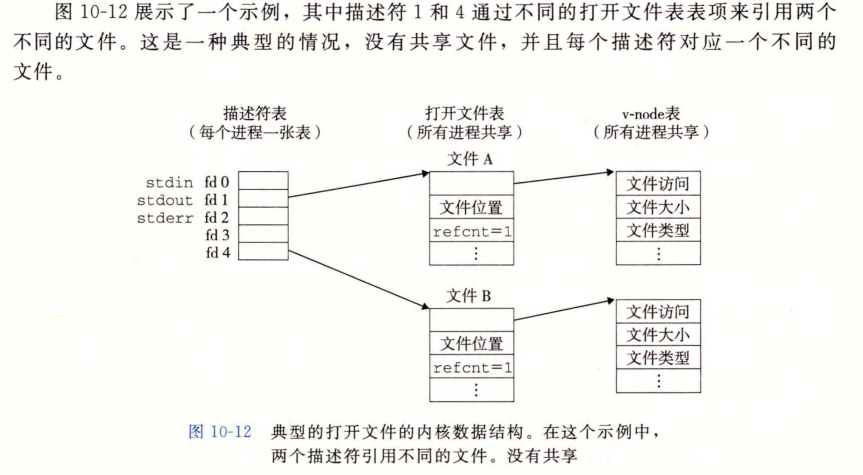 图 10-12 展示了一个示例，其中描述符 1 和 4 通过不同的打开文件表表项来引用两个
不同的文件。这是一种典型的情况，没有共享文件，并且每个描述符对应一个不同的
文件。
描述符表
（每个进程一张表）
打开文件表
（所有进程共享）
v-node表
（所有进程共享）
stdin fd 0
stdout fd 1
stderr fd 2
fd 3
fd 4
文件 A
文件位置
refcnt=1
⋮
文件访问
文件大小
文件类型
⋮
文件 B
文件位置
refcnt=1
⋮
文件访问
文件大小
文件类型
⋮
图 10-12 典型的打开文件的内核数据结构。在这个示例中，
两个描述符引用不同的文件。没有共享